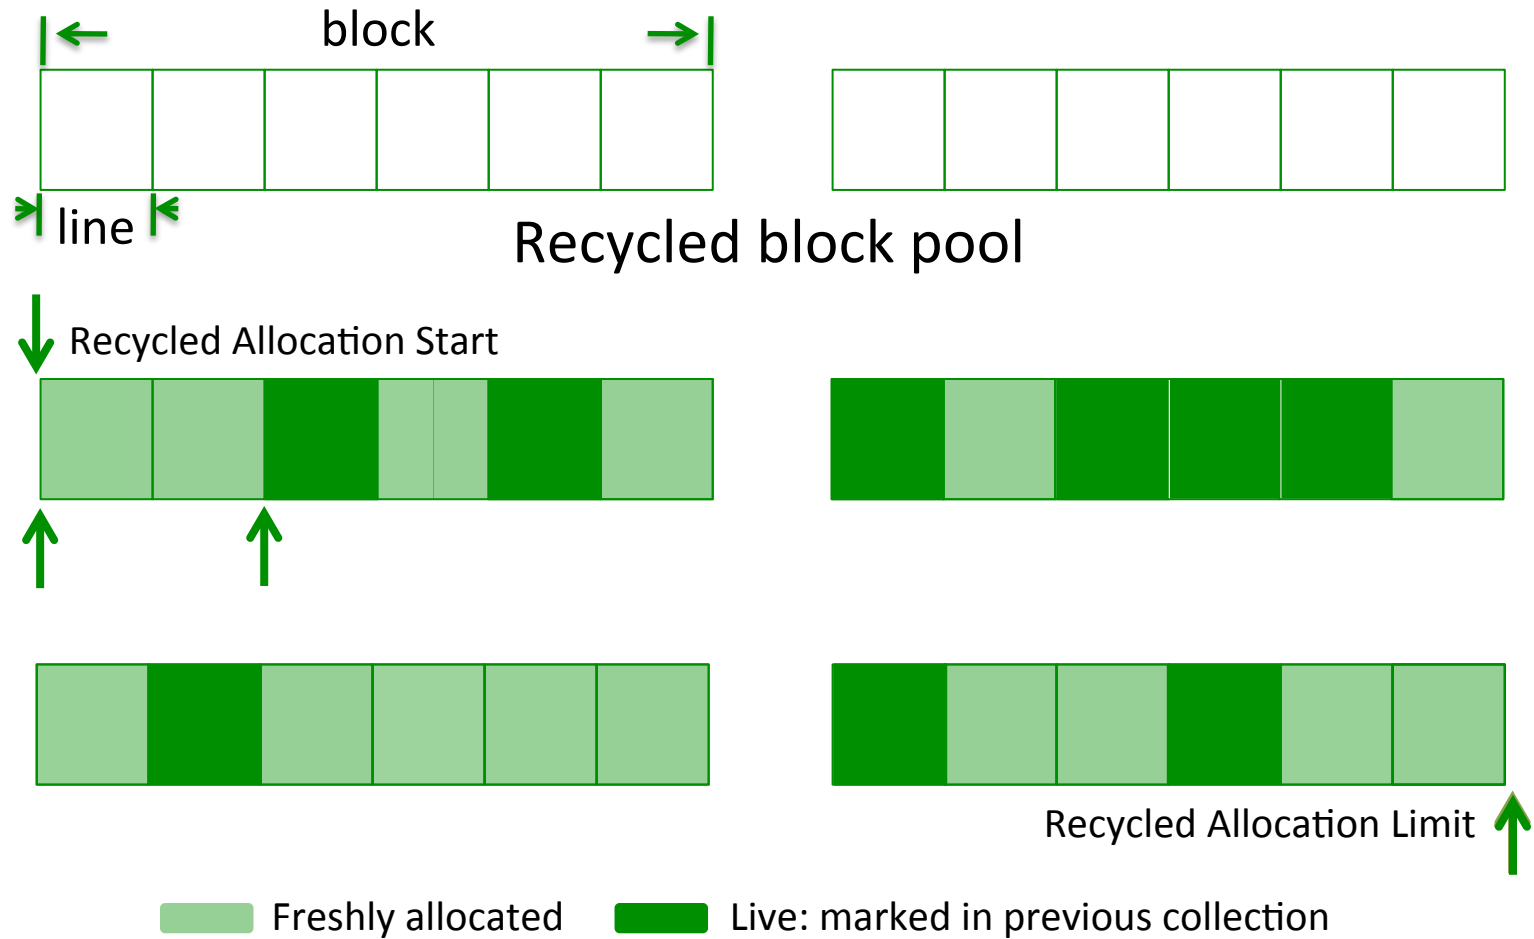 block
line
Recycled block pool
Recycled Allocation Start
Recycled Allocation Limit
Freshly allocated
Live: marked in previous collection